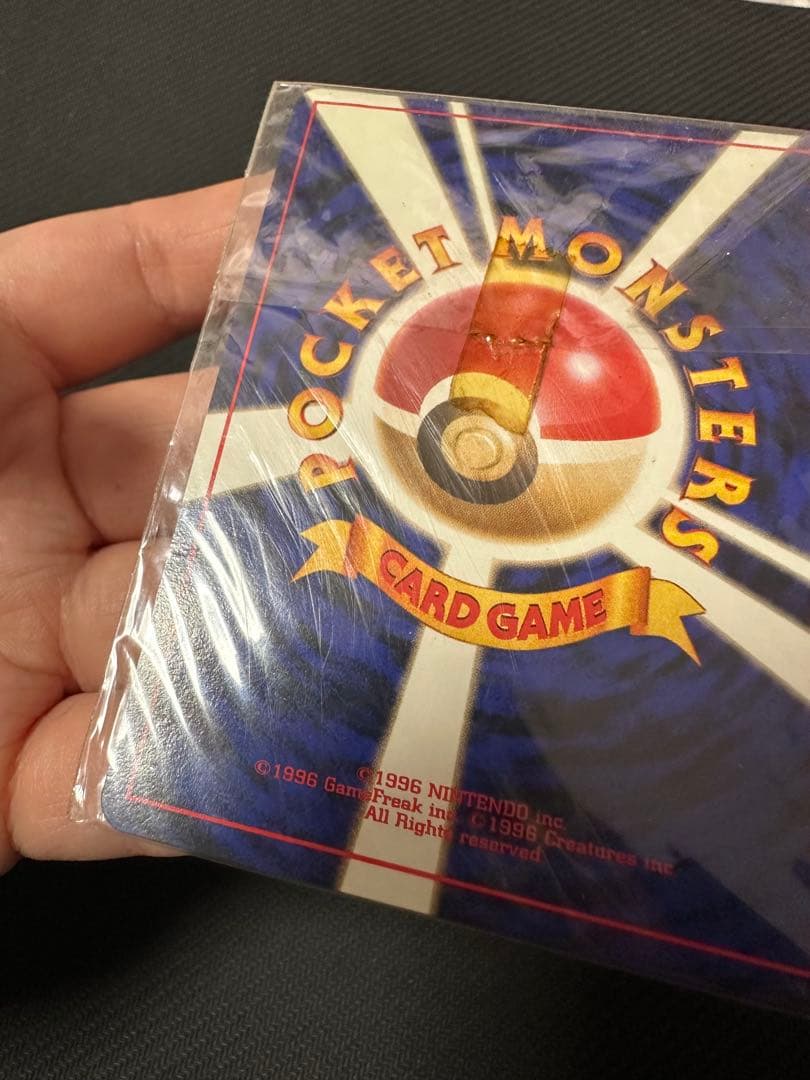 POCKET MONSTERS
CARD GAME
©1996 NINTENDO inc.
©1996 GameFreak inc. ©1996 Creatures inc
All Rights reserved